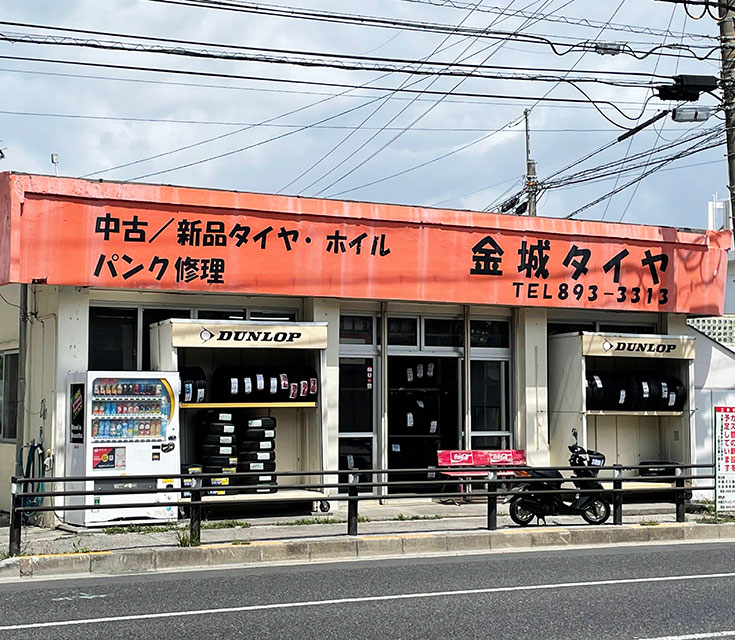 中古／新品タイヤ・ホイル
パンク修理
金城タイヤ
TEL893-3313
DUNLOP
DUNLOP